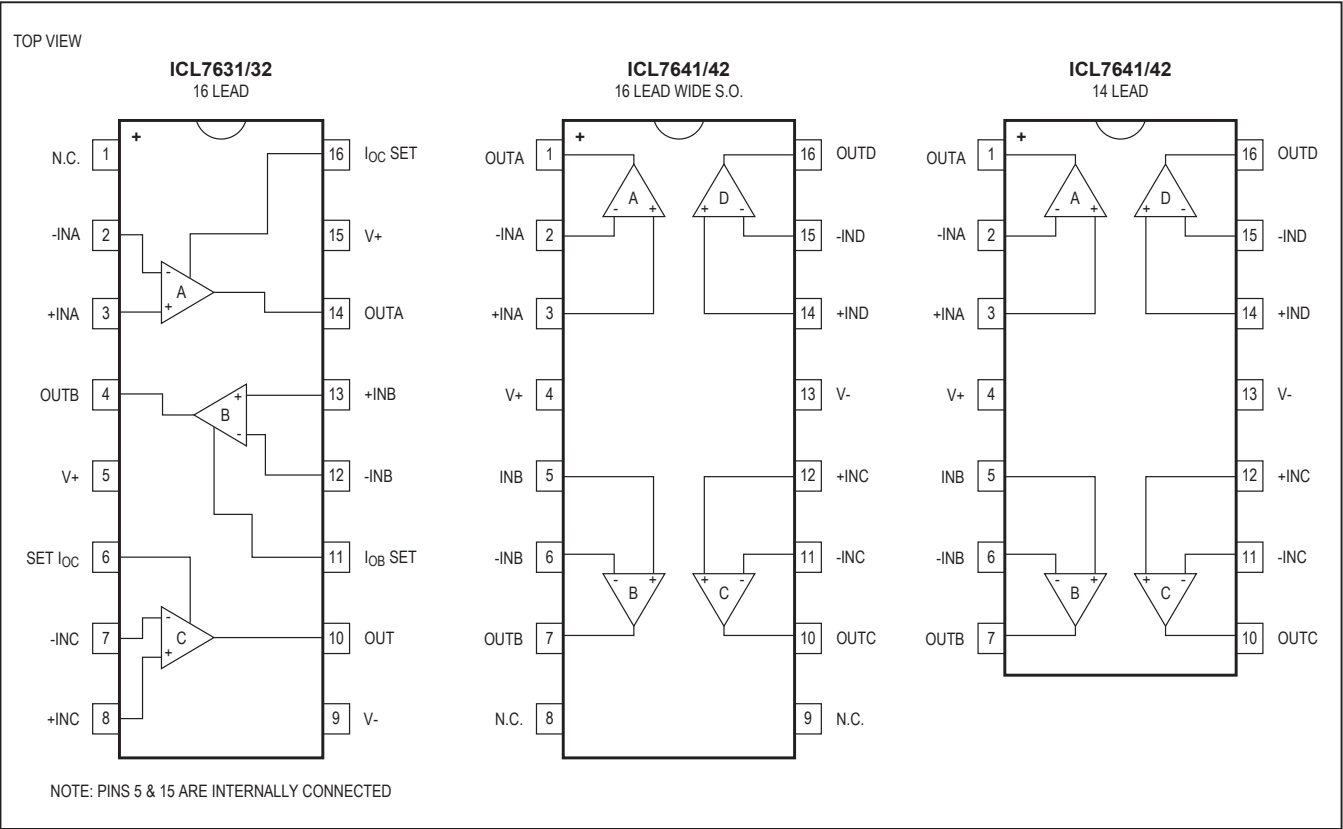 TOP VIEW
ICL7631/32
16 LEAD
+
N.C. 1
16 IOC SET
-INA 2
15 V+
-
A
+
+INA 3
14 OUTA
OUTB 4
13 +INB
+
B
-
V+ 5
12 -INB
SET IOC 6
11 IOB SET
-
C
+
-INC 7
10 OUT
+INC 8
9 V-
NOTE: PINS 5 & 15 ARE INTERNALLY CONNECTED
ICL7641/42
16 LEAD WIDE S.O.
+
OUTA 1
16 OUTD
A
- +
D
+ -
-INA 2
15 -IND
+INA 3
14 +IND
V+ 4
13 V-
INB 5
12 +INC
-INB 6
11 -INC
- +
B
+ -
C
OUTB 7
10 OUTC
N.C. 8
9 N.C.
ICL7641/42
14 LEAD
+
OUTA 1
16 OUTD
A
- +
D
+ -
-INA 2
15 -IND
+INA 3
14 +IND
V+ 4
13 V-
INB 5
12 +INC
-INB 6
11 -INC
- +
B
+ -
C
OUTB 7
10 OUTC